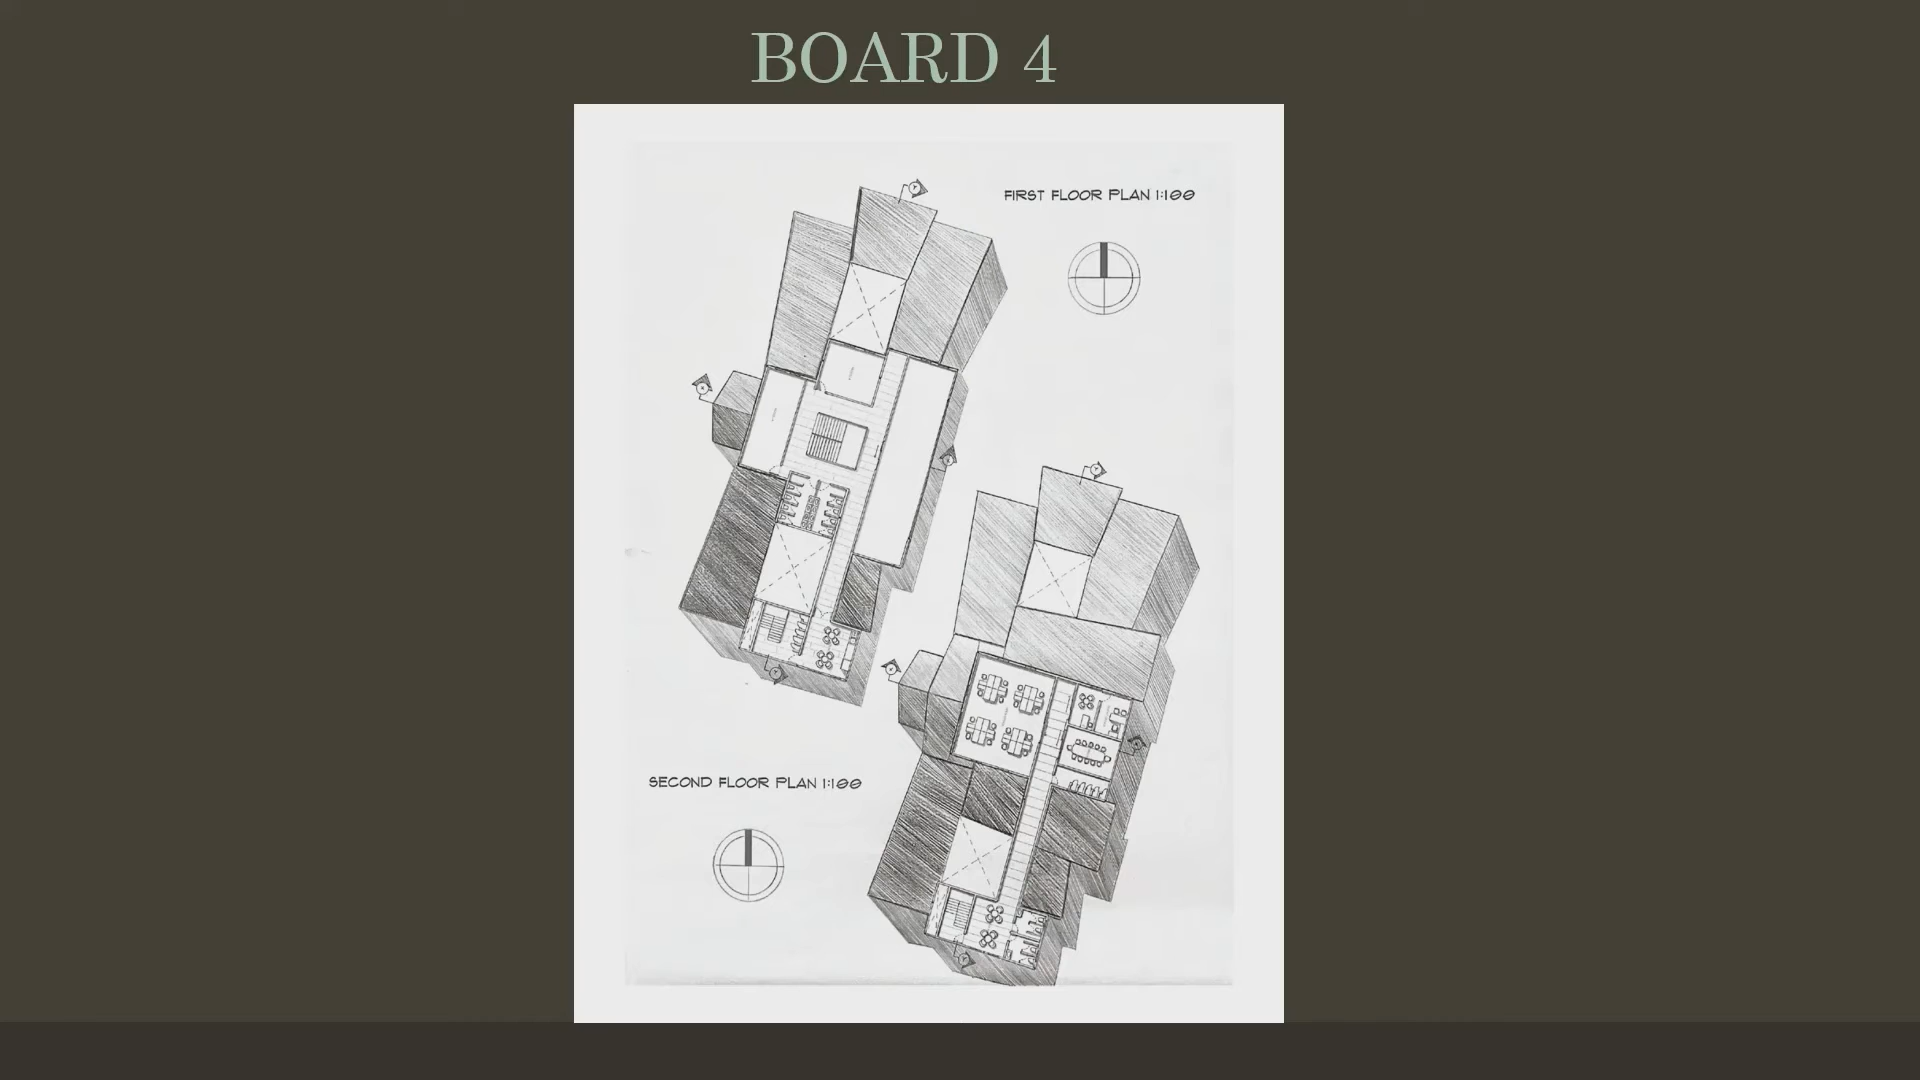 BOARD 4
FIRST FLOOR PLAN 1:100
SECOND FLOOR PLAN 1:100